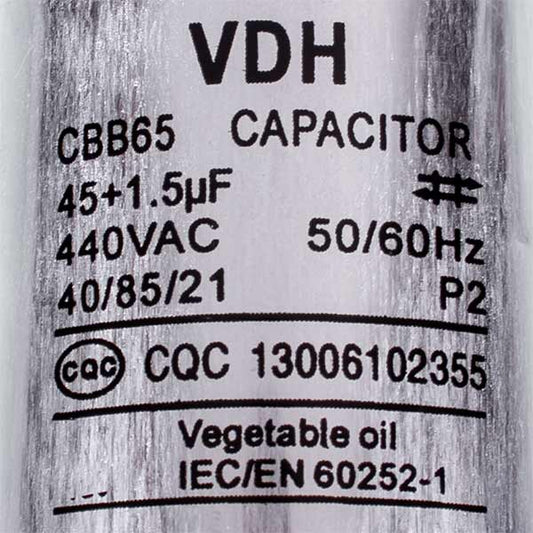 VDH
CBB65 CAPACITOR
45+1.5µF
440VAC 50/60Hz
40/85/21 P2
CQC CQC 13006102355
Vegetable oil
IEC/EN 60252-1